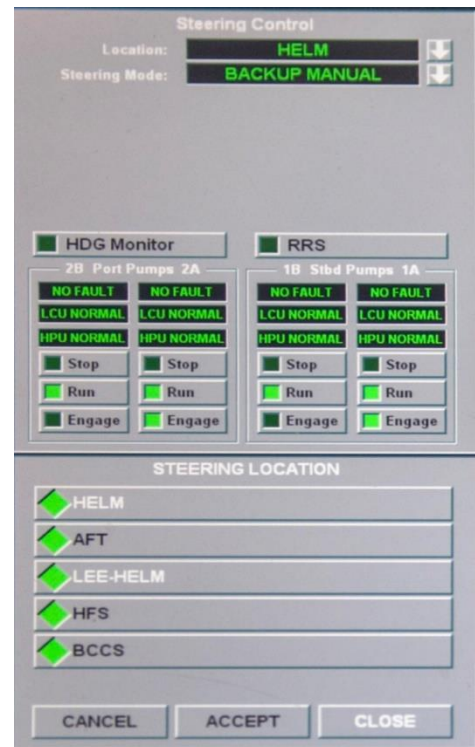 Steering Control
Location: HELM
Steering Mode: BACKUP MANUAL
HDG Monitor RRS
2B Port Pumps 2A 1B Stbd Pumps 1A
NO FAULT NO FAULT NO FAULT NO FAULT
LCU NORMAL LCU NORMAL LCU NORMAL LCU NORMAL
HPU NORMAL HPU NORMAL HPU NORMAL HPU NORMAL
Stop Stop Stop Stop
Run Run Run Run
Engage Engage Engage Engage
STEERING LOCATION
HELM
AFT
LEE-HELM
HFS
BCCS
CANCEL ACCEPT CLOSE